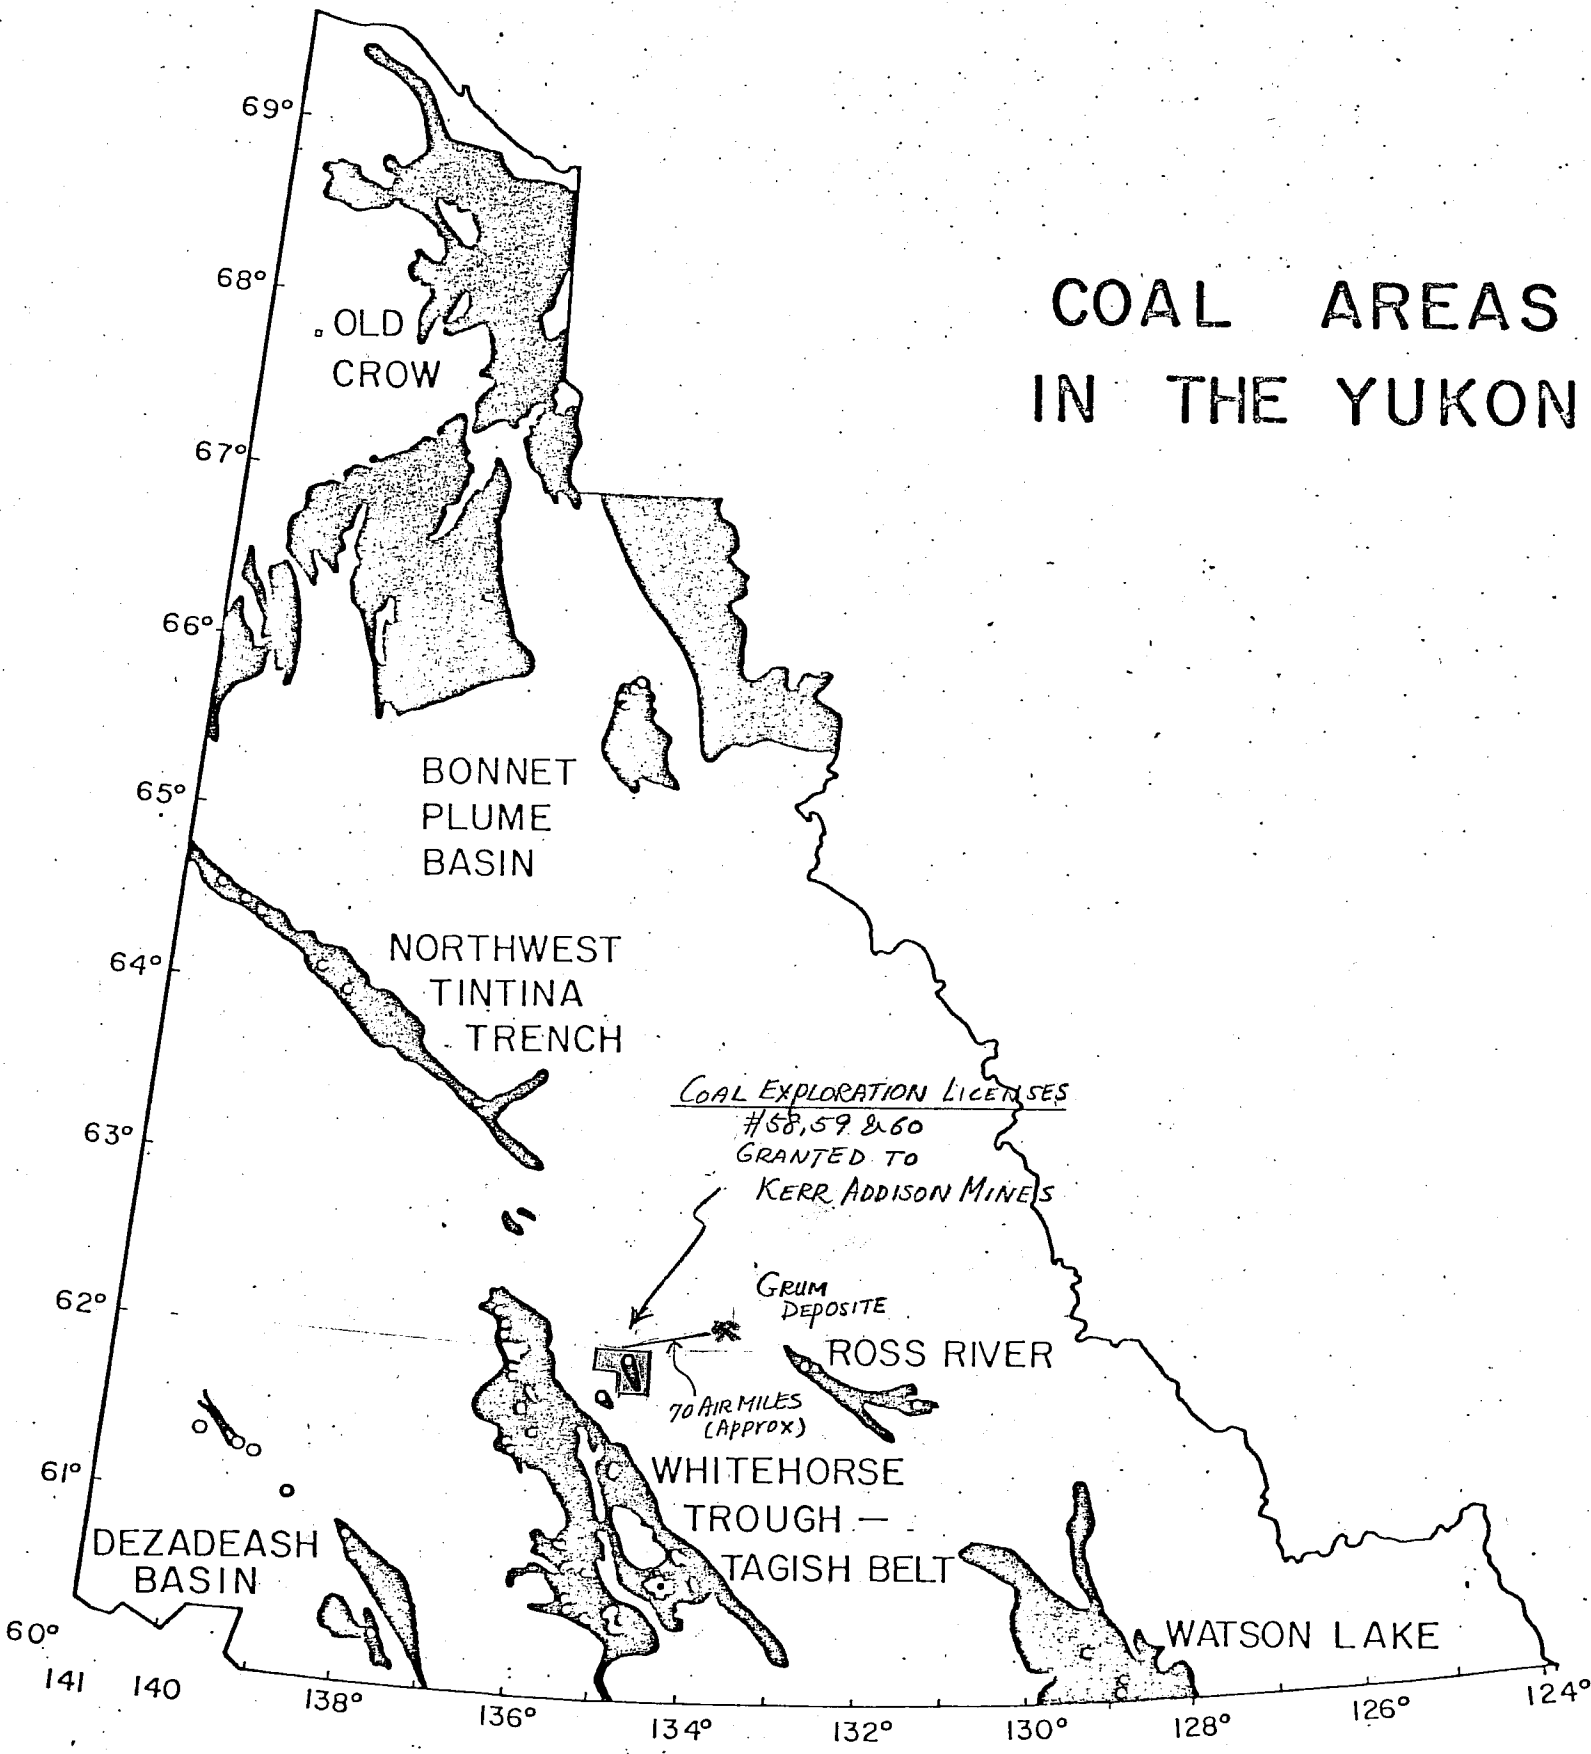 COAL AREAS
IN THE YUKON
69°
68°
OLD
CROW
67°
66°
BONNET
PLUME
BASIN
65°
NORTHWEST
TINTINA
TRENCH
64°
COAL EXPLORATION LICENSES
#58,59 & 60
GRANTED TO
KERR ADDISON MINES
63°
62°
GRUM
DEPOSITE
ROSS RIVER
70 AIR MILES
(APPROX)
61°
WHITEHORSE
TROUGH —
TAGISH BELT
DEZADEASH
BASIN
WATSON LAKE
60°
141 140 138° 136° 134° 132° 130° 128° 126° 124°